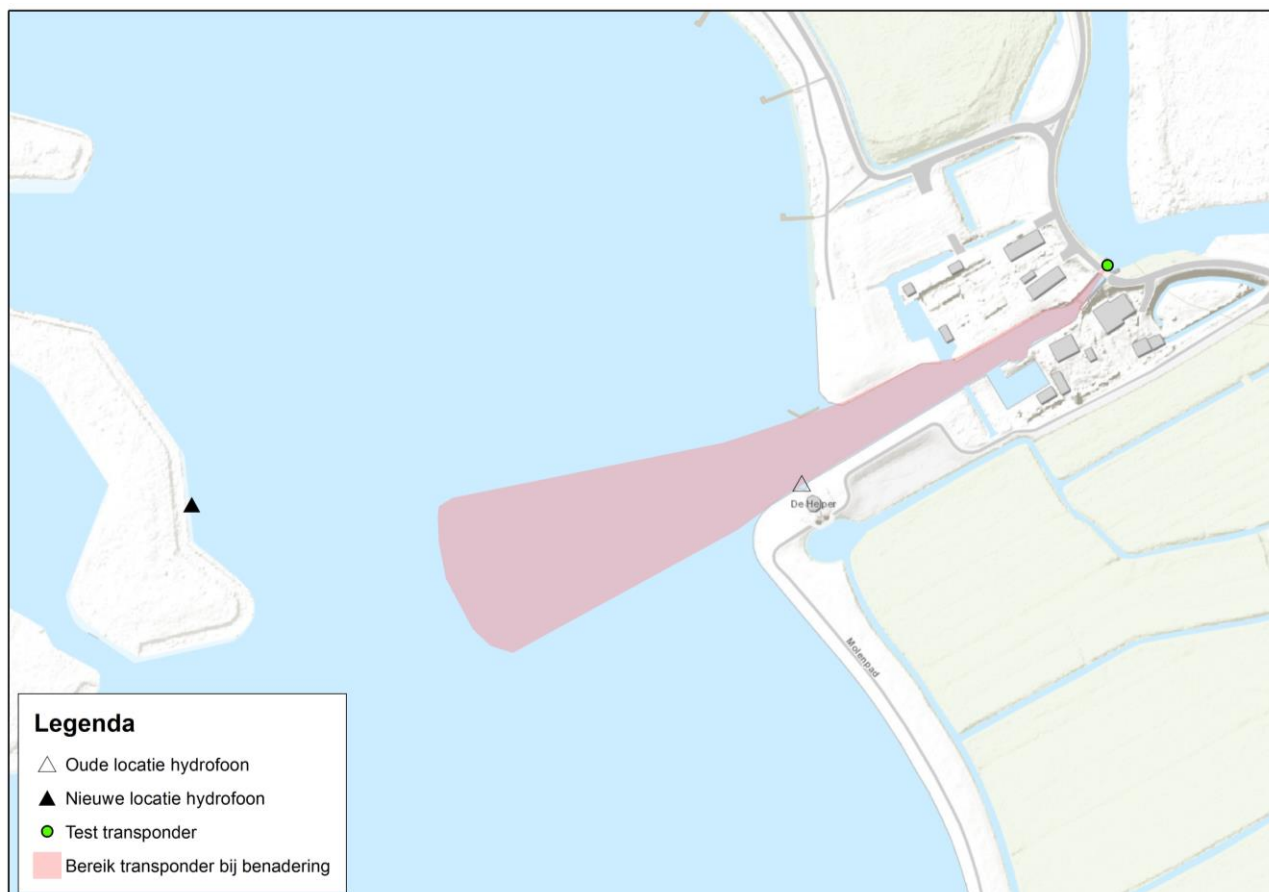 De Helper
Molenpad
Legenda
Oude locatie hydrofoon
Nieuwe locatie hydrofoon
Test transponder
Bereik transponder bij benadering